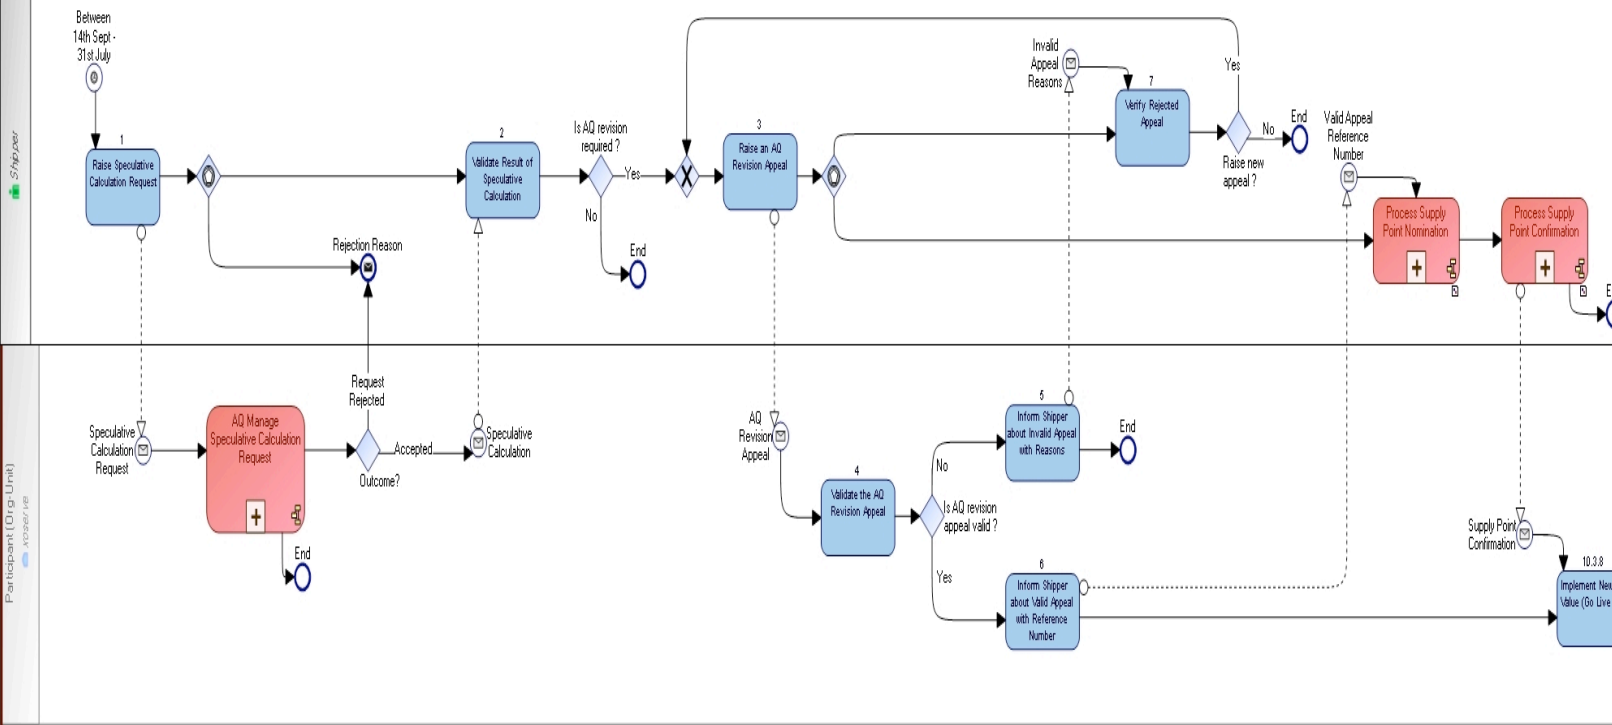 Between
14th Sept -
31st July
Shipper
1
Raise Speculative
Calculation Request
Rejection Reason
2
Validate Result of
Speculative
Calculation
Is AQ revision
required ?
Yes
No
End
3
Raise an AQ
Revision Appeal
Invalid
Appeal
Reasons
7
Verify Rejected
Appeal
Yes
No
Raise new
appeal ?
End
Valid Appeal
Reference
Number
Process Supply
Point Nomination
Process Supply
Point Confirmation
E
Participant (Org-Unit)
xoserve
Speculative
Calculation
Request
AQ Manage
Speculative Calculation
Request
End
Request
Rejected
Accepted
Outcome?
Speculative
Calculation
AQ
Revision
Appeal
4
Validate the AQ
Revision Appeal
No
Is AQ revision
appeal valid ?
Yes
5
Inform Shipper
about Invalid Appeal
with Reasons
End
6
Inform Shipper
about Valid Appeal
with Reference
Number
Supply Point
Confirmation
10.3.8
Implement New
Value (Go Live